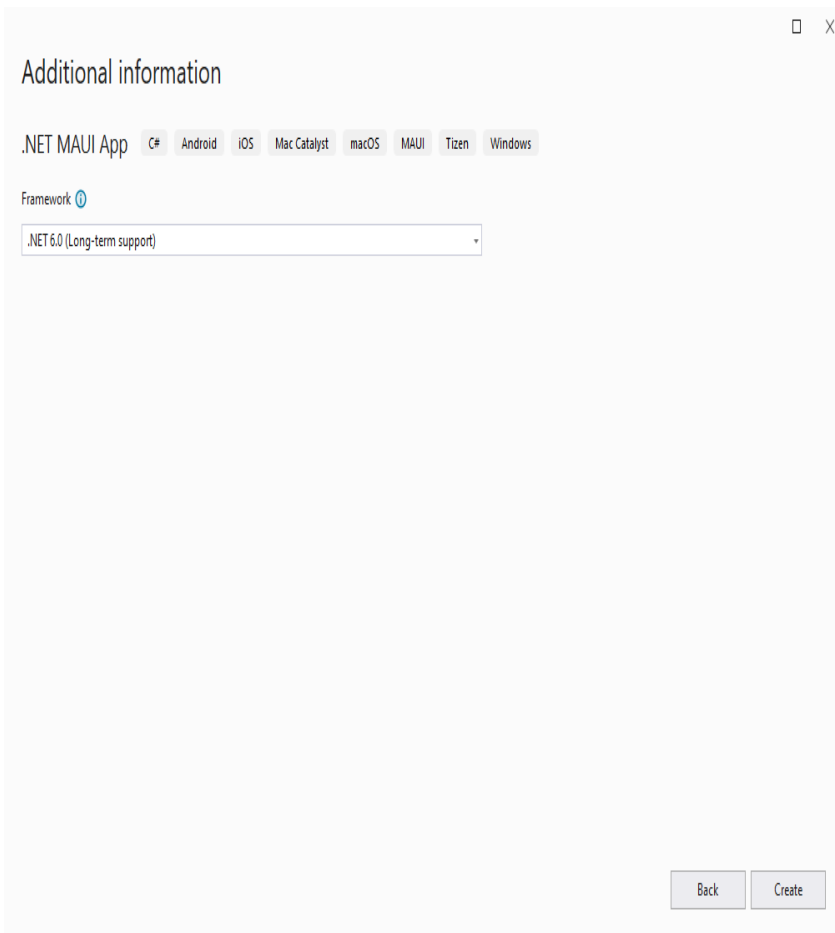 Additional information
.NET MAUI App C# Android iOS Mac Catalyst macOS MAUI Tizen Windows
Framework
.NET 6.0 (Long-term support)
Back Create